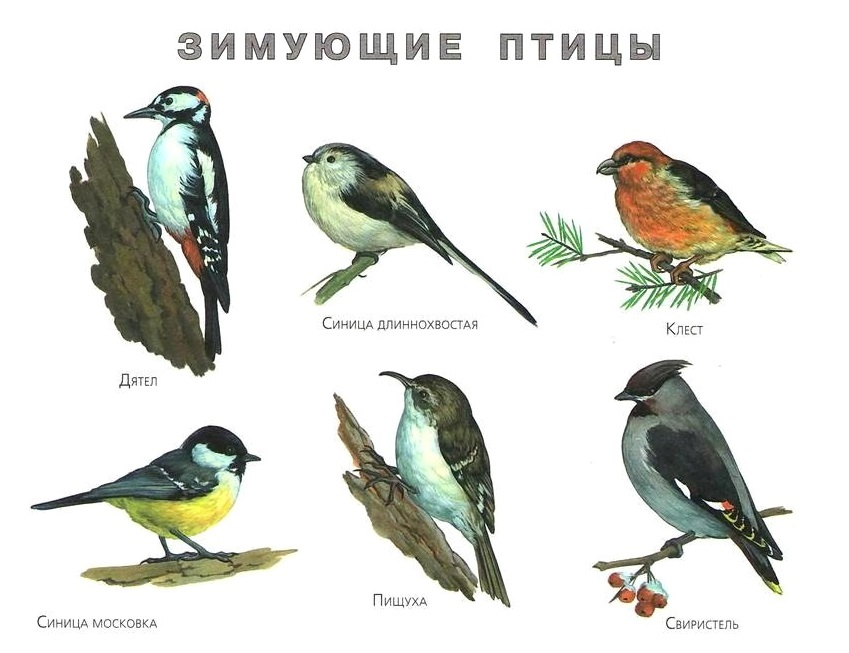 ЗИМУЮЩИЕ ПТИЦЫ
Дятел
Синица длиннохвостая
Клест
Синица московка
Пищуха
Свиристель